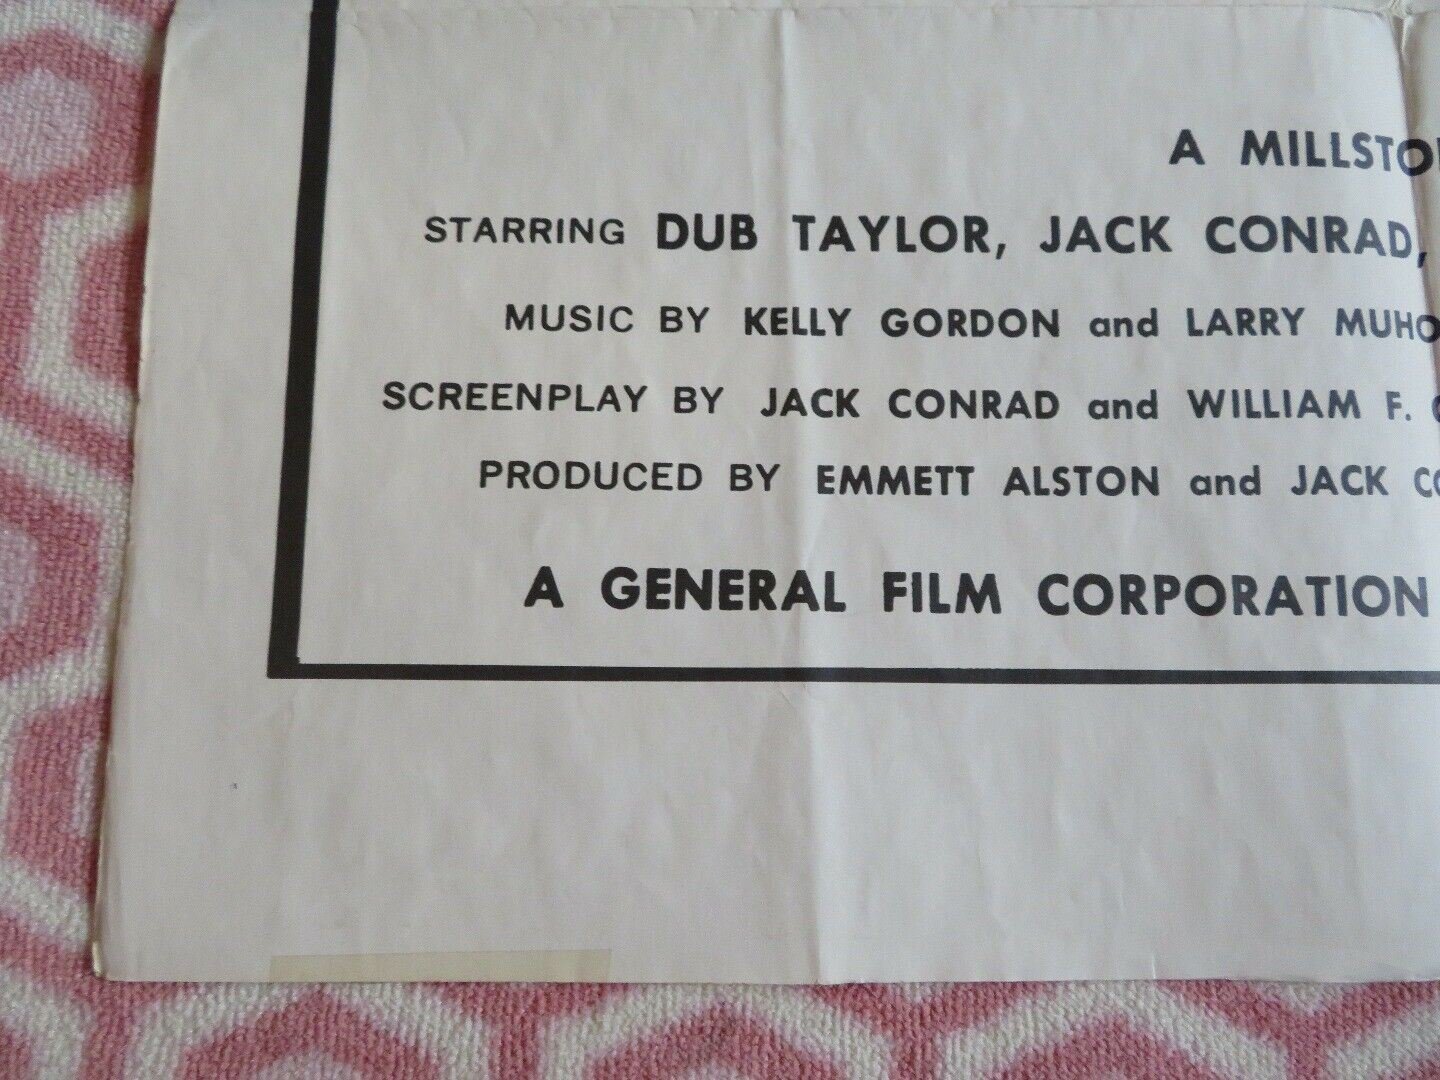 A MILLSTO
STARRING DUB TAYLOR, JACK CONRAD,
MUSIC BY KELLY GORDON and LARRY MUHO
SCREENPLAY BY JACK CONRAD and WILLIAM F.
PRODUCED BY EMMETT ALSTON and JACK CO
A GENERAL FILM CORPORATION